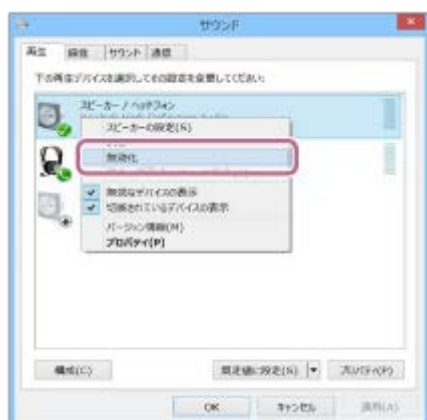 サウンド
再生 録音 サウンド 通信
下の再生デバイスを選択してその設定を変更してください:
スピーカー / ヘッドフォン
スピーカーの設定(S)
無効化
無効なデバイスの表示
切断されているデバイスの表示
バージョン情報(M)
プロパティ(P)
構成(C) 既定値に設定(S) プロパティ(P)
OK キャンセル 適用(A)